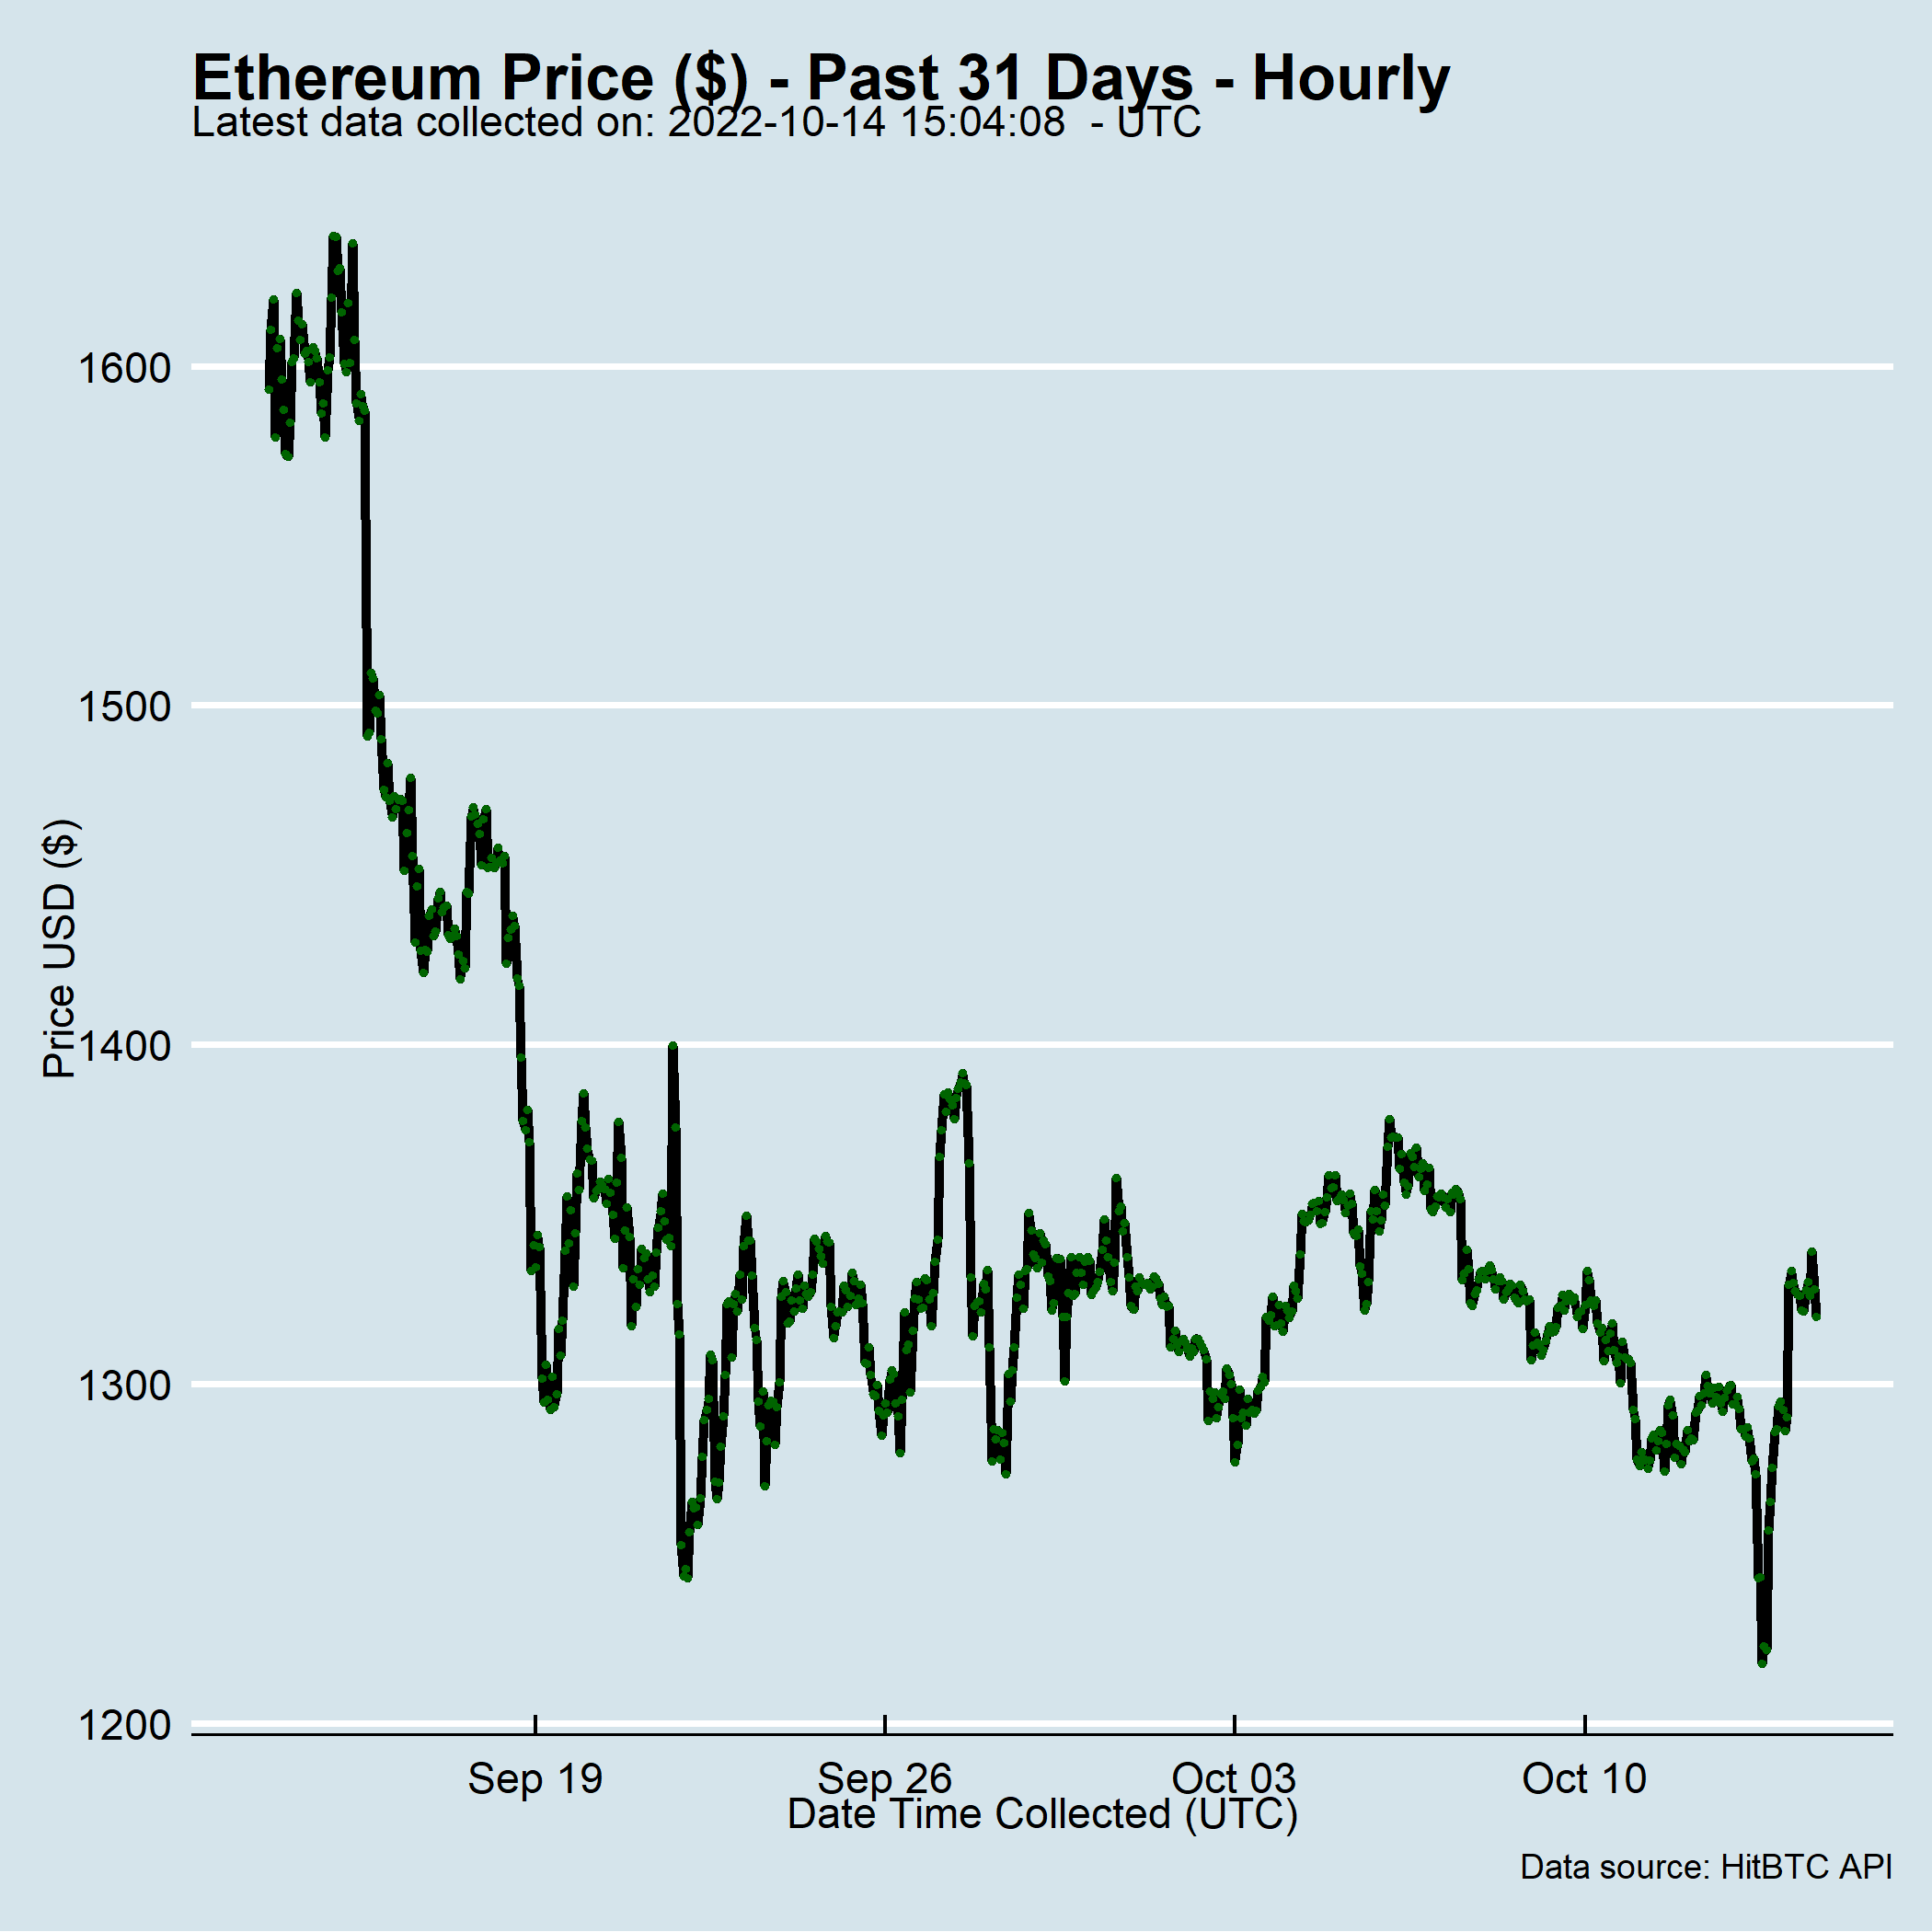 Ethereum Price ($) - Past 31 Days - Hourly
Latest data collected on: 2022-10-14 15:04:08  - UTC
Price USD ($)
1600
1500
1400
1300
1200
Sep 19
Sep 26
Oct 03
Oct 10
Date Time Collected (UTC)
Data source: HitBTC API